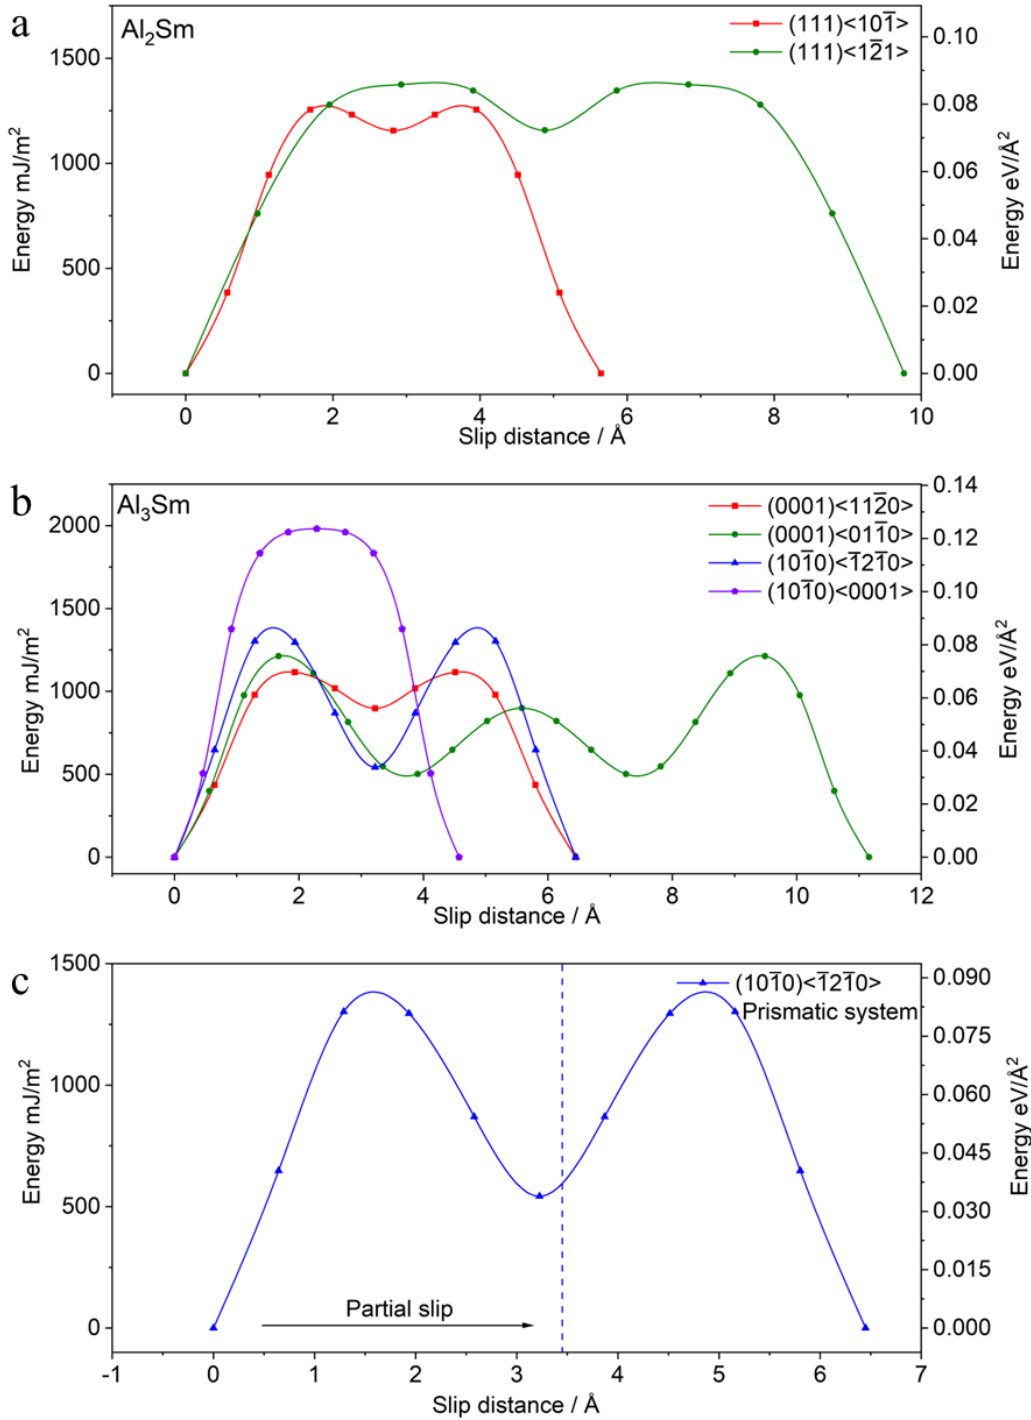 a
Al₂Sm
(111)<101̅>
(111)<12̅1>
1500
1000
500
0
Energy mJ/m²
0.10
0.08
0.06
0.04
0.02
0.00
Energy eV/Å²
0 2 4 6 8 10
Slip distance / Å
b
Al₃Sm
(0001)<112̅0>
(0001)<011̅0>
(101̅0)<1̅21̅0>
(101̅0)<0001>
2000
1500
1000
500
0
Energy mJ/m²
0.14
0.12
0.10
0.08
0.06
0.04
0.02
0.00
Energy eV/Å²
0 2 4 6 8 10 12
Slip distance / Å
c
(101̅0)<1̅21̅0>
Prismatic system
1500
1000
500
0
Energy mJ/m²
0.090
0.075
0.060
0.045
0.030
0.015
0.000
Energy eV/Å²
Partial slip
-1 0 1 2 3 4 5 6 7
Slip distance / Å